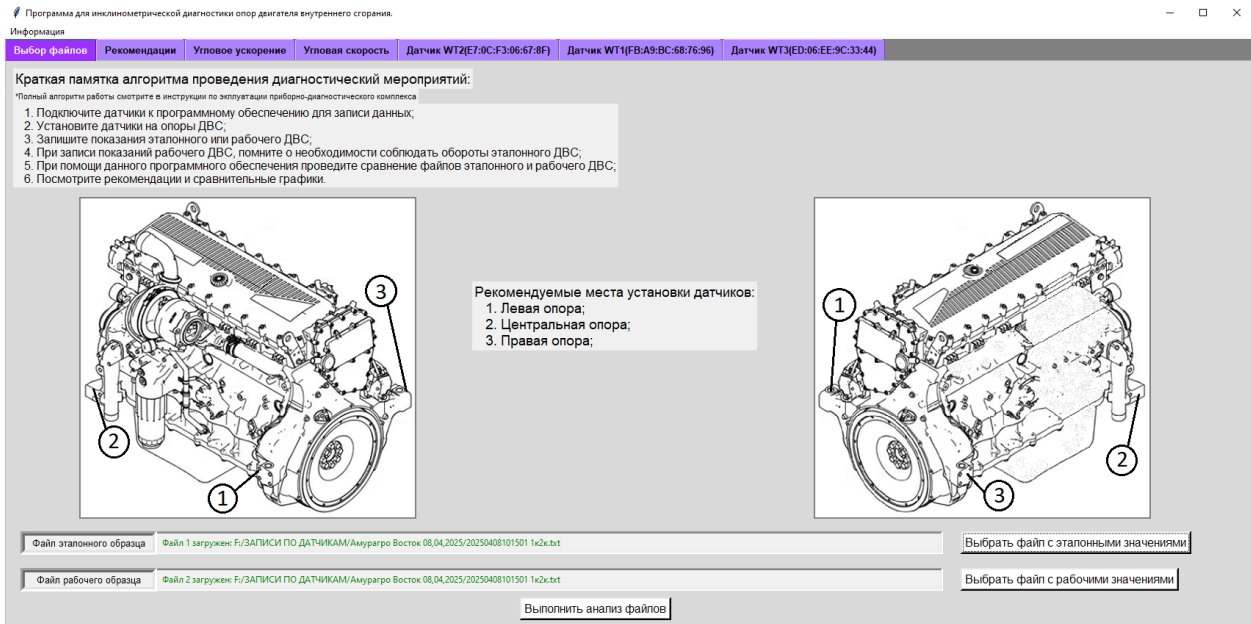 Программа для инклинометрической диагностики опор двигателя внутреннего сгорания.
Информация
Выбор файлов Рекомендации Угловое ускорение Угловая скорость Датчик WT2(E7:0C:F3:06:67:8F) Датчик WT1(FB:A9:BC:68:76:96) Датчик WT3(ED:06:EE:9C:33:44)
Краткая памятка алгоритма проведения диагностический мероприятий:
*Полный алгоритм работы смотрите в инструкции по экплуатации приборно-диагностического комплекса
1. Подключите датчики к программному обеспечению для записи данных;
2. Установите датчики на опоры ДВС;
3. Запишите показания эталонного или рабочего ДВС;
4. При записи показаний рабочего ДВС, помните о необходимости соблюдать обороты эталонного ДВС;
5. При помощи данного программного обеспечения проведите сравнение файлов эталонного и рабочего ДВС;
6. Посмотрите рекомендации и сравнительные графики.
3
2
1
Рекомендуемые места установки датчиков:
1. Левая опора;
2. Центральная опора;
3. Правая опора;
1
2
3
Файл эталонного образца Файл 1 загружен: F:/ЗАПИСИ ПО ДАТЧИКАМ/Амурагро Восток 08,04,2025/20250408101501 1к2к.txt Выбрать файл с эталонными значениями
Файл рабочего образца Файл 2 загружен: F:/ЗАПИСИ ПО ДАТЧИКАМ/Амурагро Восток 08,04,2025/20250408101501 1к2к.txt Выбрать файл с рабочими значениями
Выполнить анализ файлов